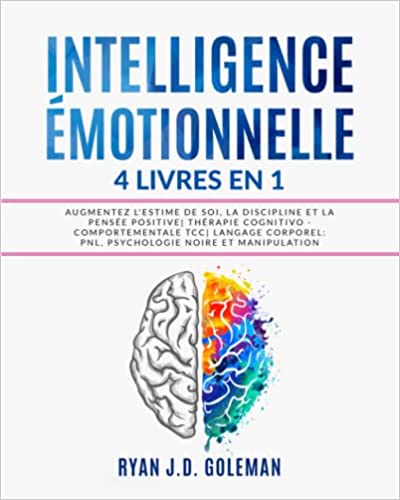 INTELLIGENCE
ÉMOTIONNELLE
4 LIVRES EN 1
AUGMENTEZ L'ESTIME DE SOI, LA DISCIPLINE ET LA
PENSÉE POSITIVE| THÉRAPIE COGNITIVO -
COMPORTEMENTALE TCC| LANGAGE CORPOREL:
PNL, PSYCHOLOGIE NOIRE ET MANIPULATION
RYAN J.D. GOLEMAN